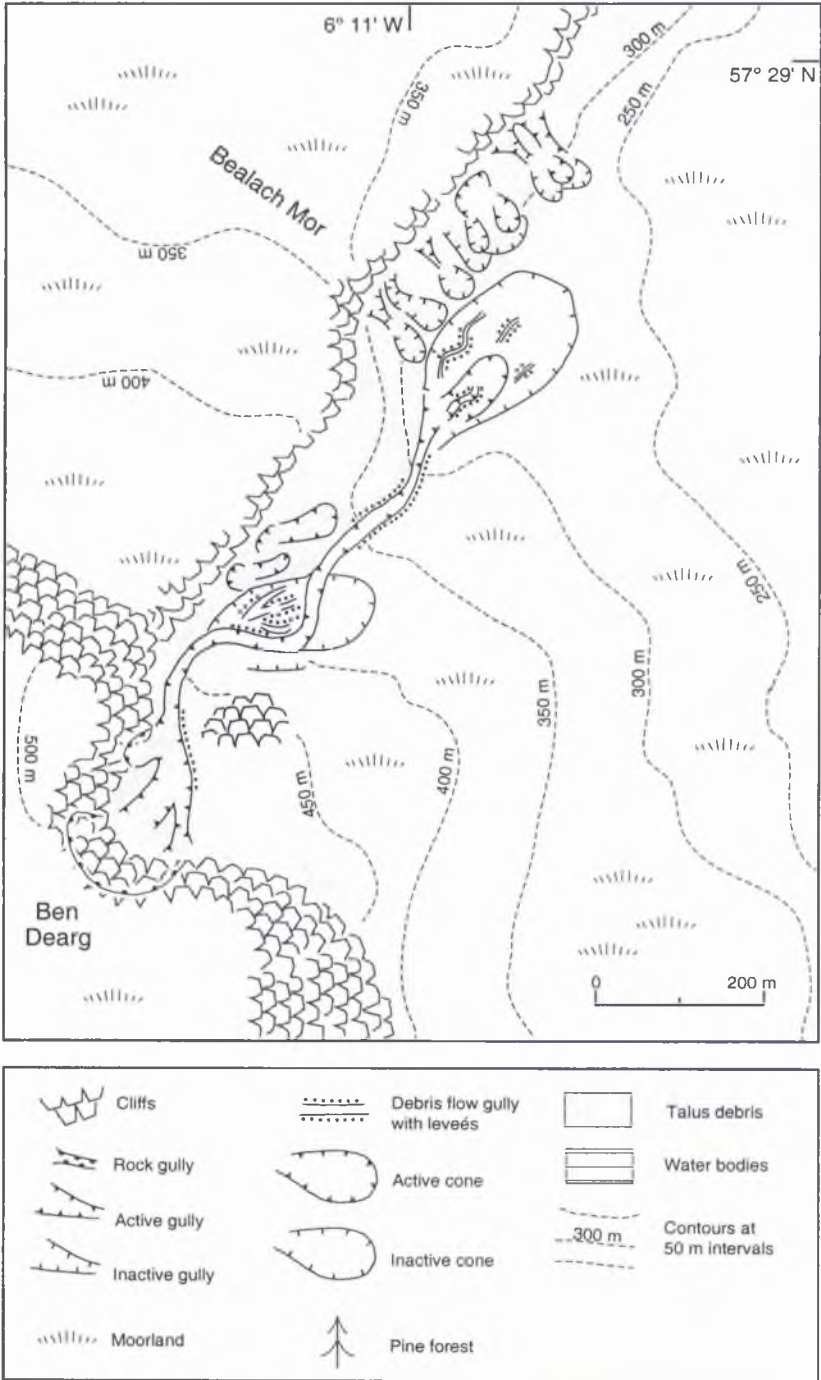 6° 11' W
57° 29' N
300 m
250 m
350 m
Bealach Mor
350 m
400 m
250 m
300 m
350 m
400 m
450 m
500 m
Ben
Dearg
0 200 m
Cliffs
Rock gully
Active gully
Inactive gully
Moorland
Debris flow gully
with leveés
Active cone
Inactive cone
Pine forest
Talus debris
Water bodies
300 m
Contours at
50 m intervals